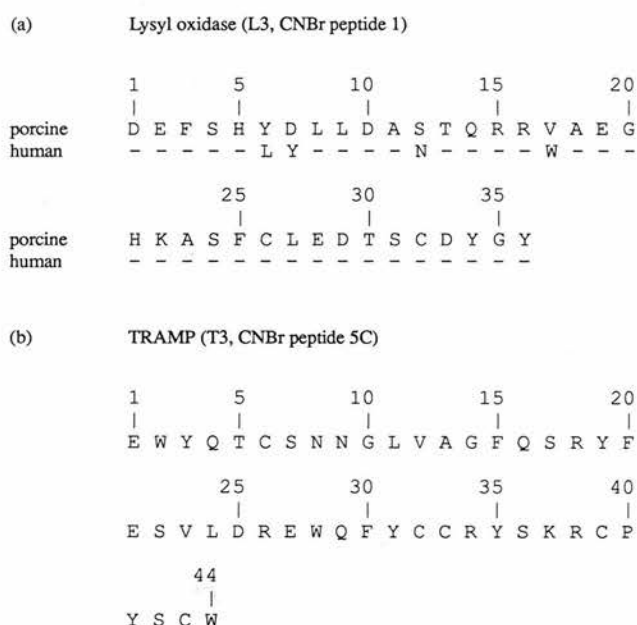 (a) Lysyl oxidase (L3, CNBr peptide 1)
1 5 10 15 20
| | | | |
porcine D E F S H Y D L L D A S T Q R R V A E G
human - - - - - L Y - - - - N - - - - W - - -
25 30 35
| | |
porcine H K A S F C L E D T S C D Y G Y
human - - - - - - - - - - - - - - - -
(b) TRAMP (T3, CNBr peptide 5C)
1 5 10 15 20
| | | | |
E W Y Q T C S N N G L V A G F Q S R Y F
25 30 35 40
| | | |
E S V L D R E W Q F Y C C R Y S K R C P
44
|
Y S C W